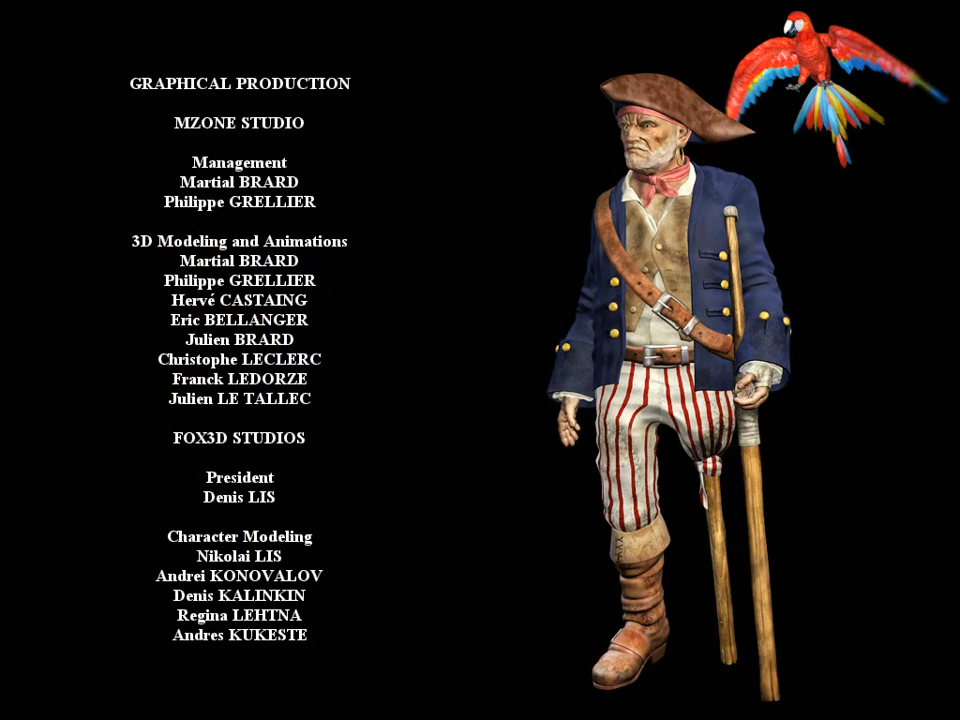 GRAPHICAL PRODUCTION
MZONE STUDIO
Management
Martial BRARD
Philippe GRELLIER
3D Modeling and Animations
Martial BRARD
Philippe GRELLIER
Hervé CASTAING
Eric BELLANGER
Julien BRARD
Christophe LECLERC
Franck LEDORZE
Julien LE TALLEC
FOX3D STUDIOS
President
Denis LIS
Character Modeling
Nikolai LIS
Andrei KONOVALOV
Denis KALINKIN
Regina LEHTNA
Andres KUKESTE